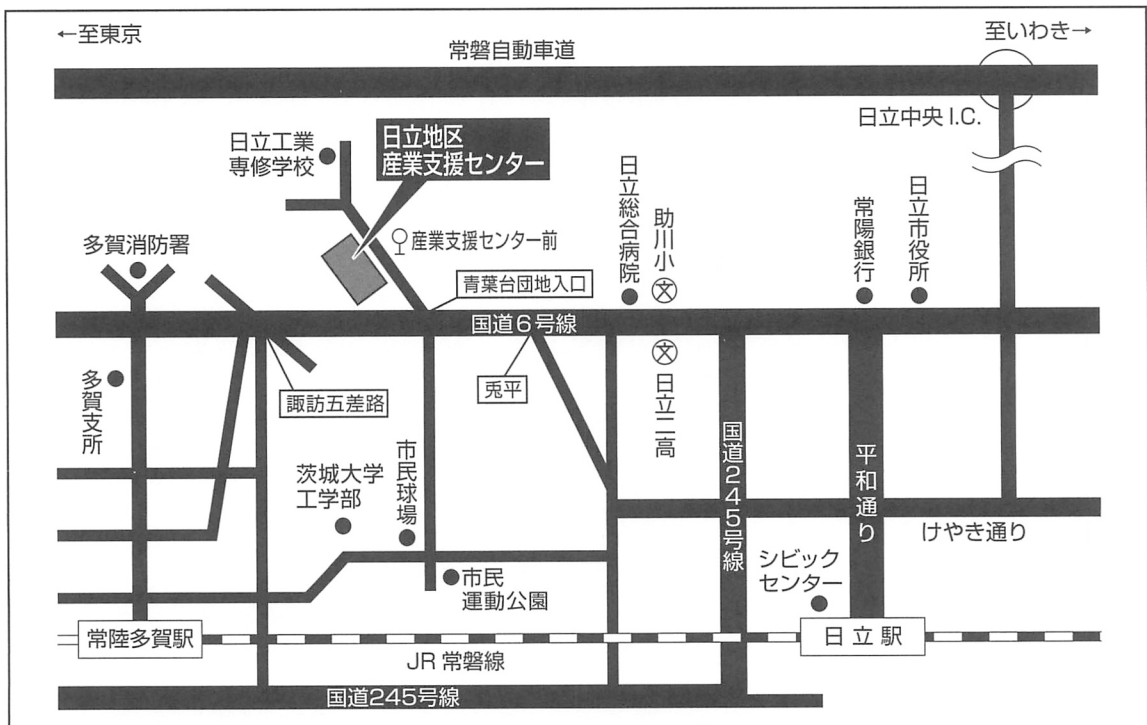 ←至東京
至いわき→
常磐自動車道
日立中央 I.C.
日立工業
専修学校
日立地区
産業支援センター
産業支援センター前
多賀消防署
青葉台団地入口
日立総合病院
助川小
文
常陽銀行
日立市役所
国道6号線
文
日立二高
多賀支所
諏訪五差路
兎平
茨城大学
工学部
市民球場
国道245号線
平和通り
けやき通り
シビック
センター
市民
運動公園
常陸多賀駅
日立駅
JR 常磐線
国道245号線